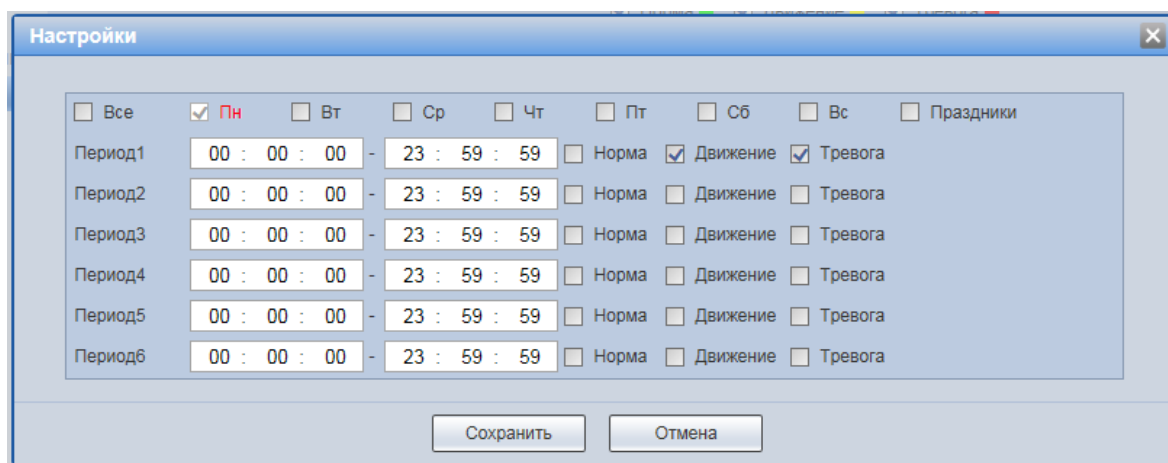 Настройки
Все Пн Вт Ср Чт Пт Сб Вс Праздники
Период1 00 : 00 : 00 - 23 : 59 : 59 Норма Движение Тревога
Период2 00 : 00 : 00 - 23 : 59 : 59 Норма Движение Тревога
Период3 00 : 00 : 00 - 23 : 59 : 59 Норма Движение Тревога
Период4 00 : 00 : 00 - 23 : 59 : 59 Норма Движение Тревога
Период5 00 : 00 : 00 - 23 : 59 : 59 Норма Движение Тревога
Период6 00 : 00 : 00 - 23 : 59 : 59 Норма Движение Тревога
Сохранить Отмена